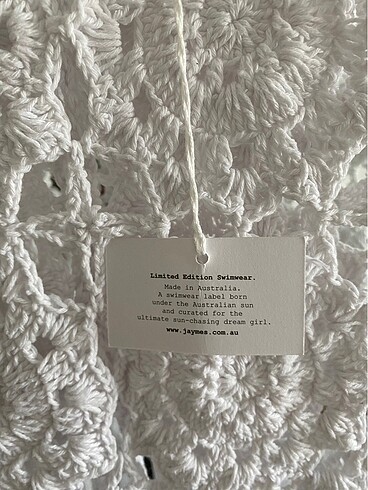 Limited Edition Swimwear.
Made in Australia.
A swimwear label born
under the Australian sun
and curated for the
ultimate sun-chasing dream girl.
www.jaymes.com.au